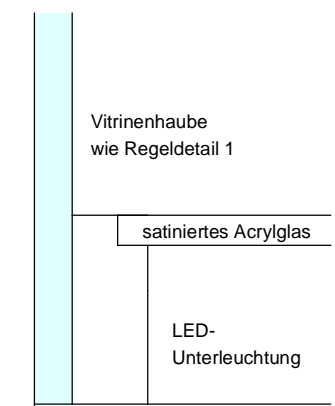 Vitrinenhaube
wie Regeldetail 1
satiniertes Acrylglas
LED-
Unterleuchtung